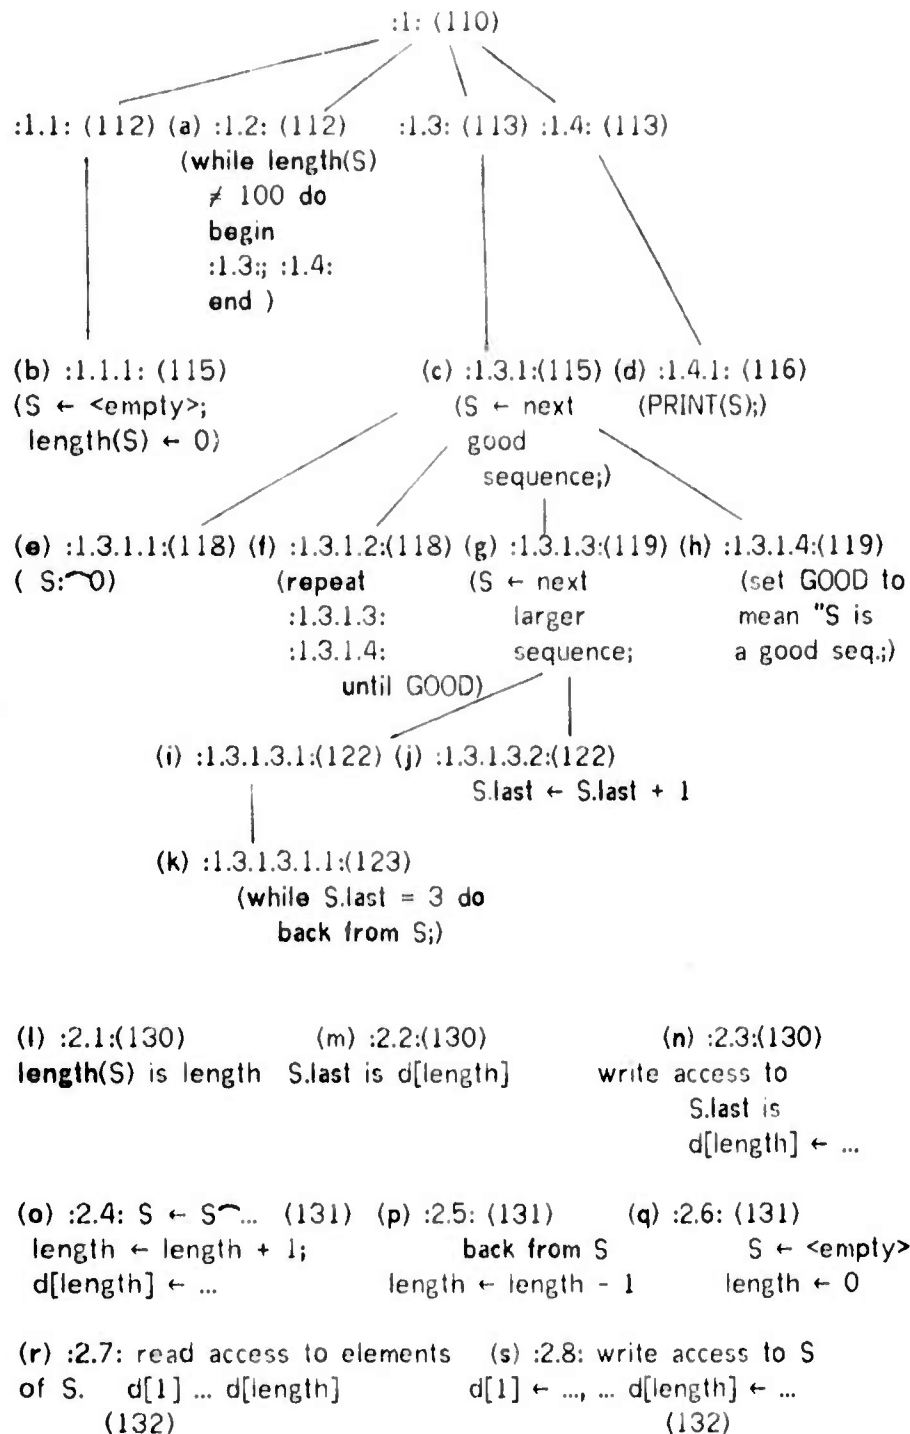 :1: (110)
:1.1: (112) (a) :1.2: (112) :1.3: (113) :1.4: (113)
(while length(S)
≠ 100 do
begin
:1.3:; :1.4:
end )
(b) :1.1.1: (115) (c) :1.3.1:(115) (d) :1.4.1: (116)
(S ← <empty>; (S ← next (PRINT(S);)
length(S) ← 0) good
sequence;)
(e) :1.3.1.1:(118) (f) :1.3.1.2:(118) (g) :1.3.1.3:(119) (h) :1.3.1.4:(119)
( S:⁀0) (repeat (S ← next (set GOOD to
:1.3.1.3: larger mean "S is
:1.3.1.4: sequence; a good seq.;)
until GOOD)
(i) :1.3.1.3.1:(122) (j) :1.3.1.3.2:(122)
S.last ← S.last + 1
(k) :1.3.1.3.1.1:(123)
(while S.last = 3 do
back from S;)
(l) :2.1:(130) (m) :2.2:(130) (n) :2.3:(130)
length(S) is length S.last is d[length] write access to
S.last is
d[length] ← ...
(o) :2.4: S ← S⁀... (131) (p) :2.5: (131) (q) :2.6: (131)
length ← length + 1; back from S S ← <empty>
d[length] ← ... length ← length - 1 length ← 0
(r) :2.7: read access to elements (s) :2.8: write access to S
of S. d[1] ... d[length] d[1] ← ..., ... d[length] ← ...
(132) (132)